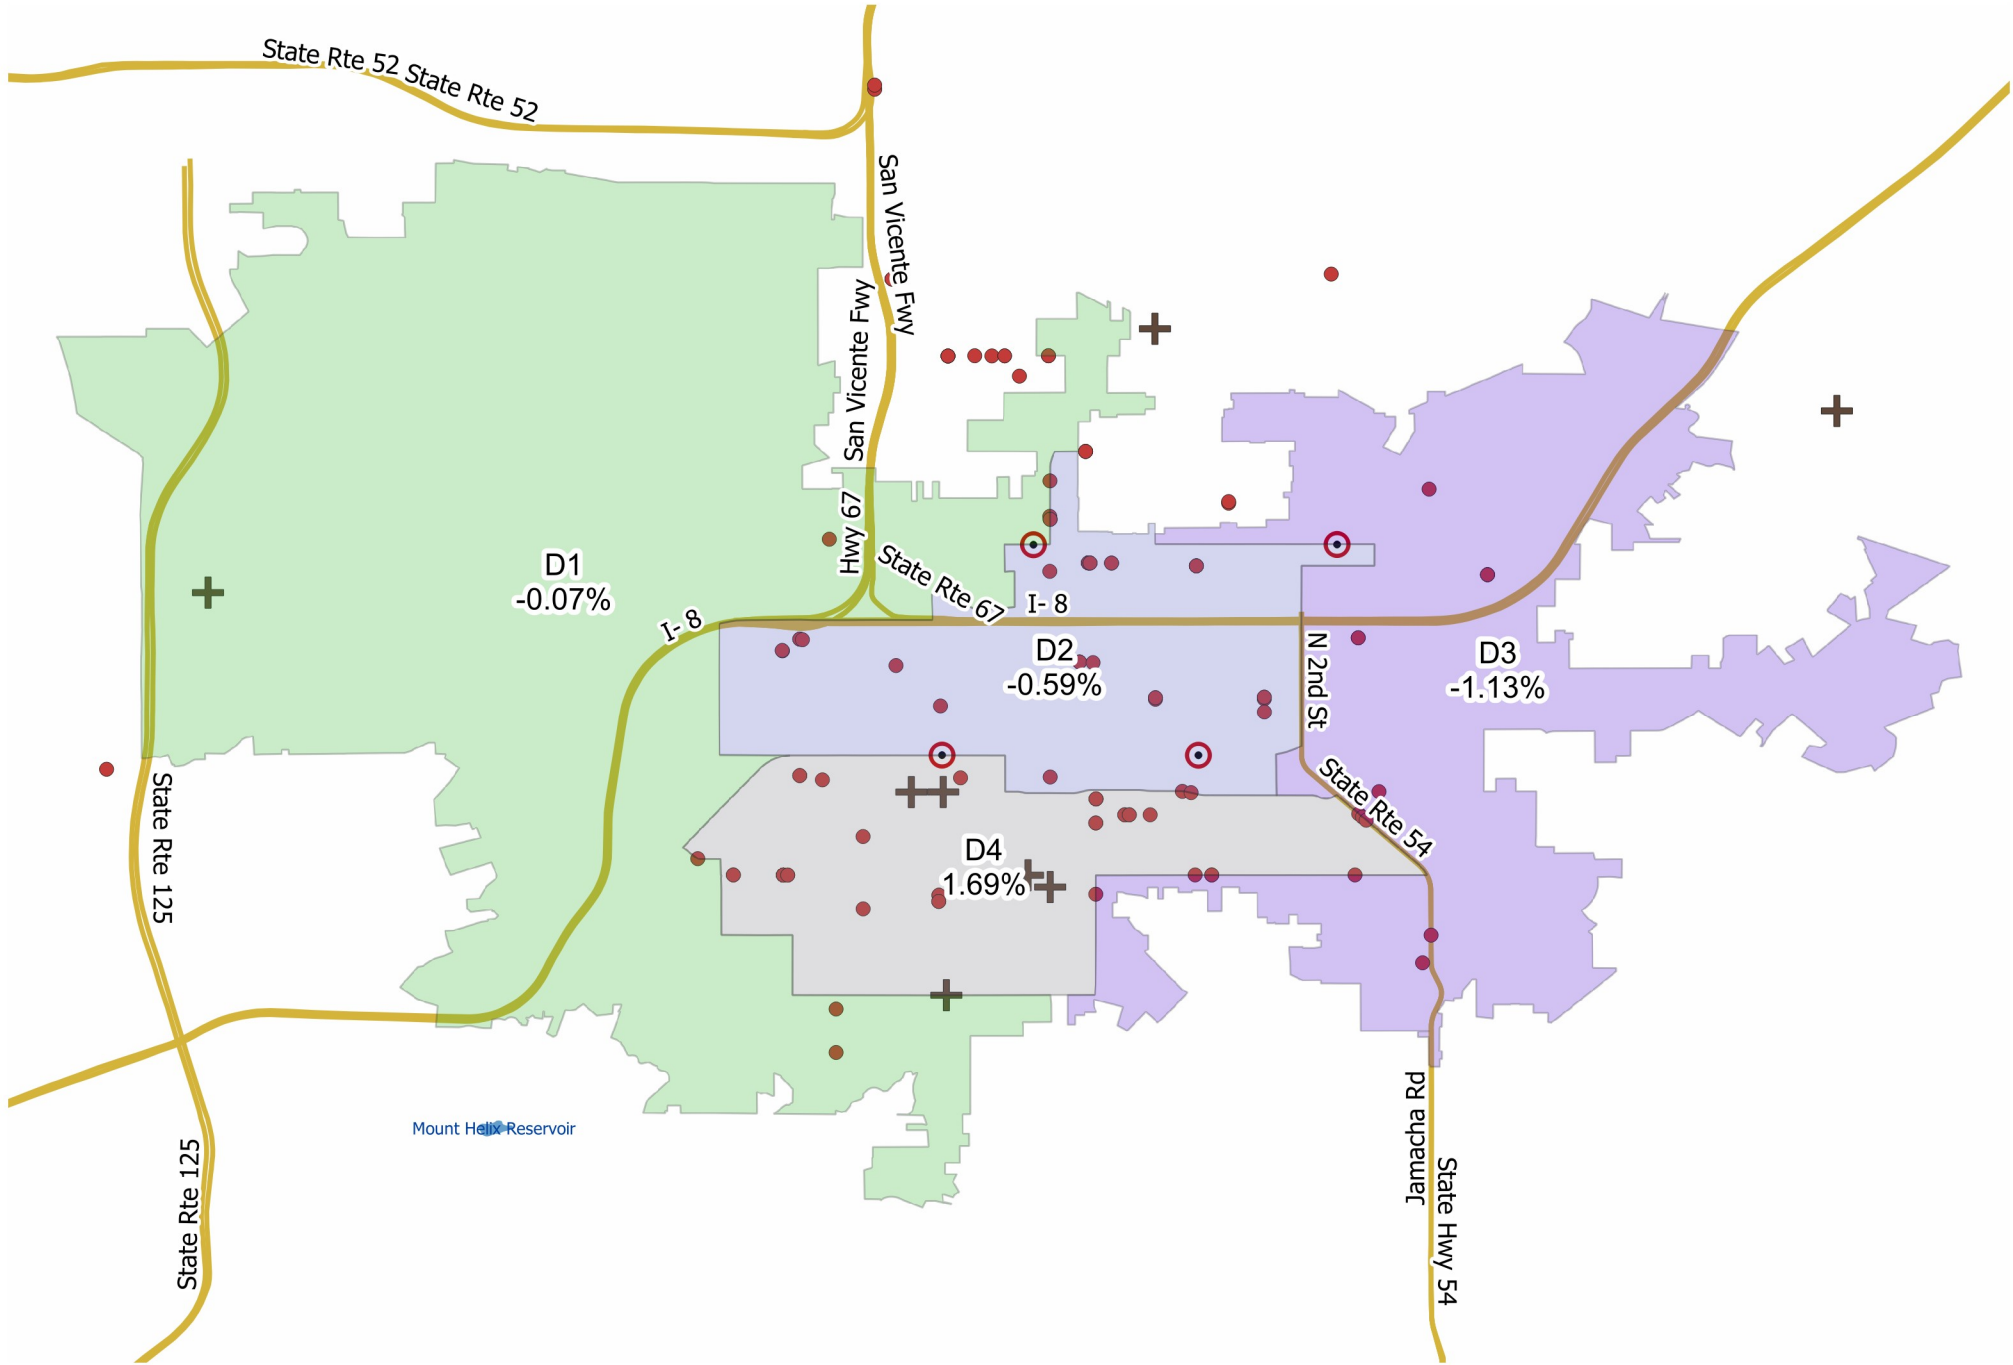 State Rte 52
State Rte 52
San Vicente Fwy
San Vicente Fwy
Hwy 67
State Rte 67
I- 8
I- 8
D1
-0.07%
D2
-0.59%
N 2nd St
D3
-1.13%
State Rte 54
State Rte 125
D4
1.69%
Mount Helix Reservoir
Jamacha Rd
State Rte 125
State Hwy 54